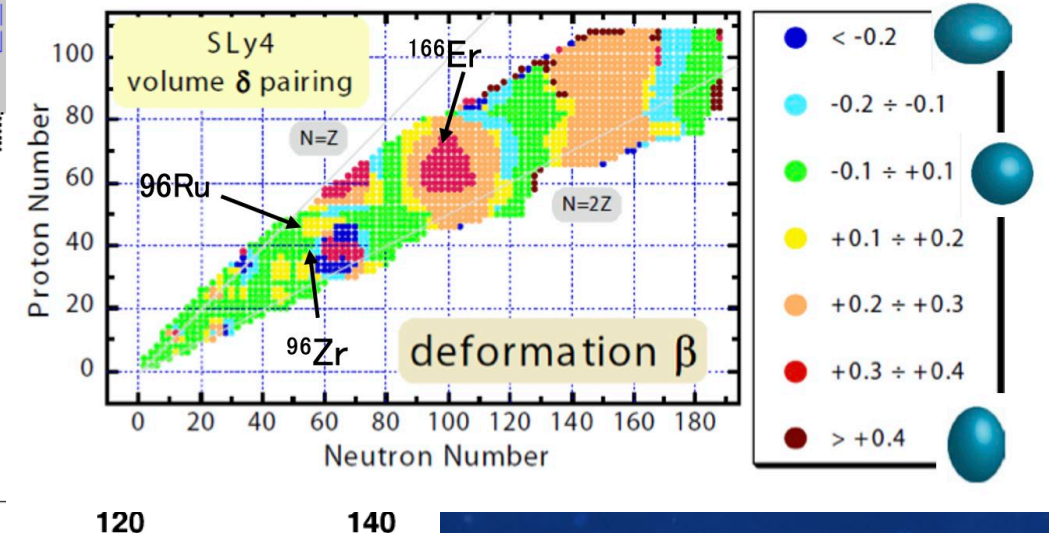 SLy4
volume δ pairing
¹⁶⁶Er
N=Z
96Ru
N=2Z
⁹⁶Zr
deformation β
Proton Number
100
80
60
40
20
0
0 20 40 60 80 100 120 140 160 180
Neutron Number
< -0.2
-0.2 ÷ -0.1
-0.1 ÷ +0.1
+0.1 ÷ +0.2
+0.2 ÷ +0.3
+0.3 ÷ +0.4
> +0.4
120 140